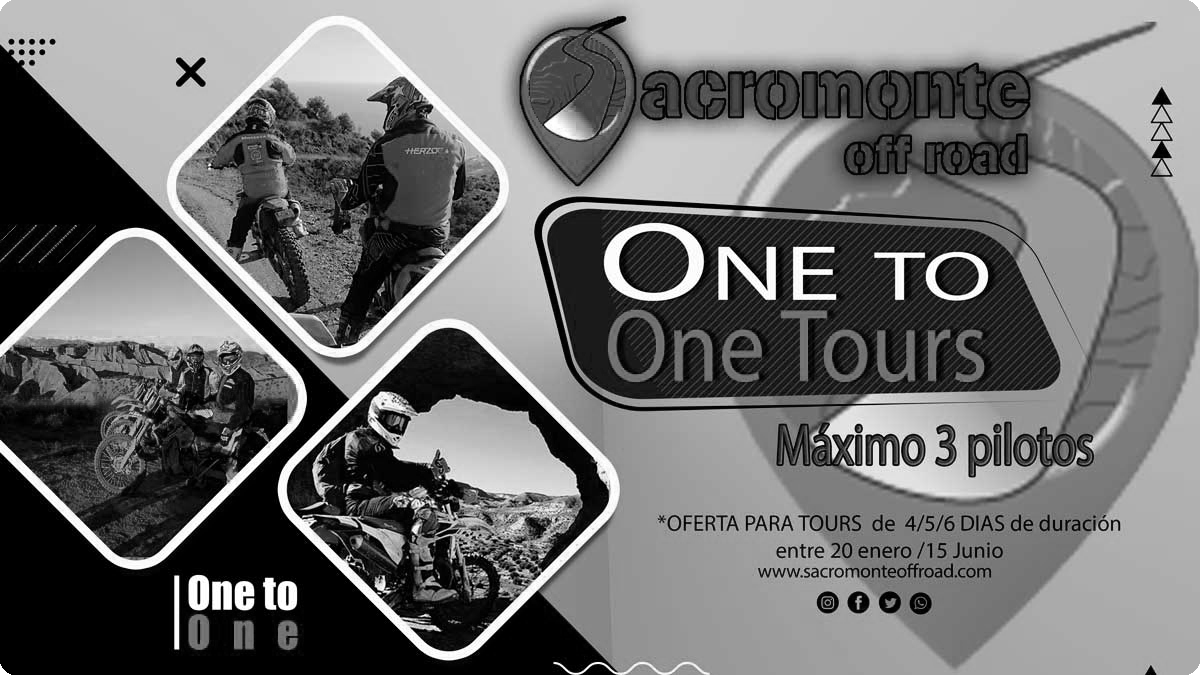 Sacromonte
off road
ONE TO
One Tours
Máximo 3 pilotos
*OFERTA PARA TOURS de 4/5/6 DIAS de duración
entre 20 enero /15 Junio
www.sacromonteoffroad.com
HERZOG
One to
One